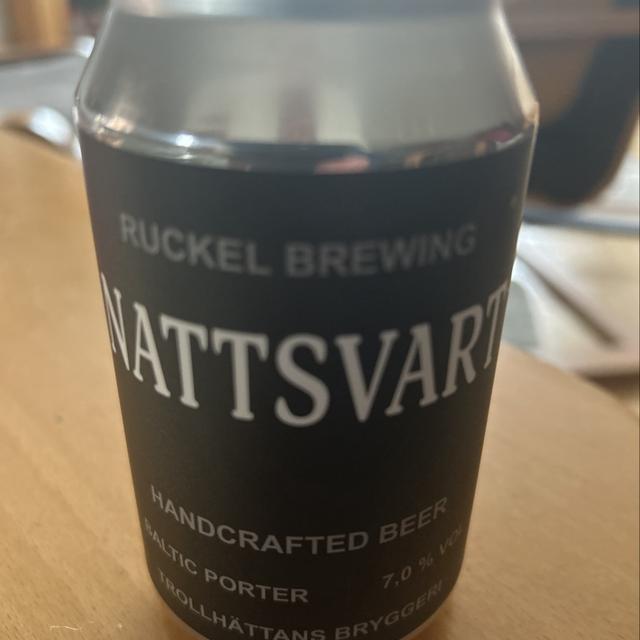 RUCKEL BREWING
NATTSVART
HANDCRAFTED BEER
BALTIC PORTER 7,0 % VOL
TROLLHÄTTANS BRYGGERI